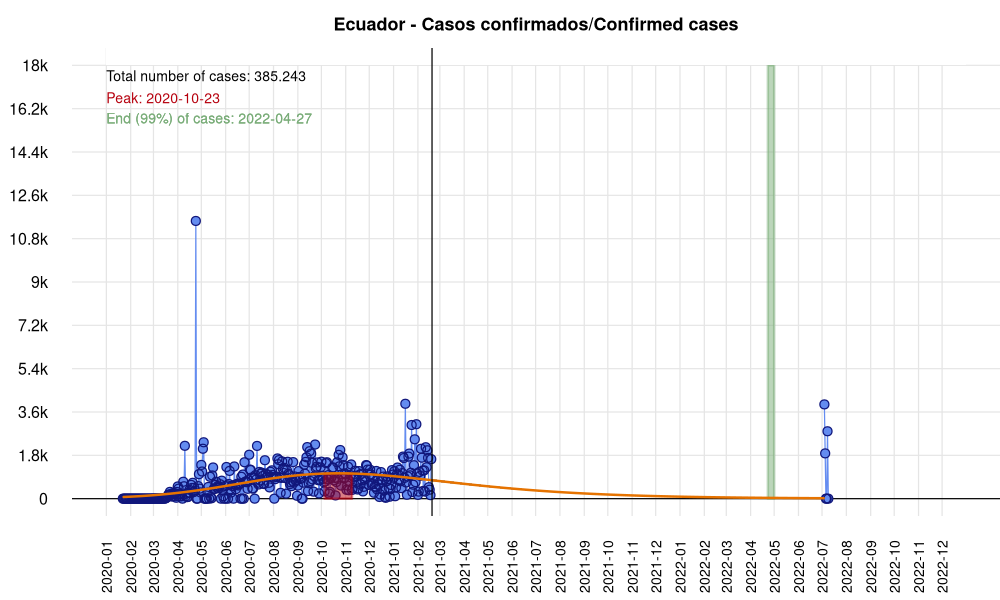 Ecuador - Casos confirmados/Confirmed cases
Total number of cases: 385.243
Peak: 2020-10-23
End (99%) of cases: 2022-04-27
18k
16.2k
14.4k
12.6k
10.8k
9k
7.2k
5.4k
3.6k
1.8k
0
2020-01
2020-02
2020-03
2020-04
2020-05
2020-06
2020-07
2020-08
2020-09
2020-10
2020-11
2020-12
2021-01
2021-02
2021-03
2021-04
2021-05
2021-06
2021-07
2021-08
2021-09
2021-10
2021-11
2021-12
2022-01
2022-02
2022-03
2022-04
2022-05
2022-07
2022-08
2022-09
2022-10
2022-11
2022-12